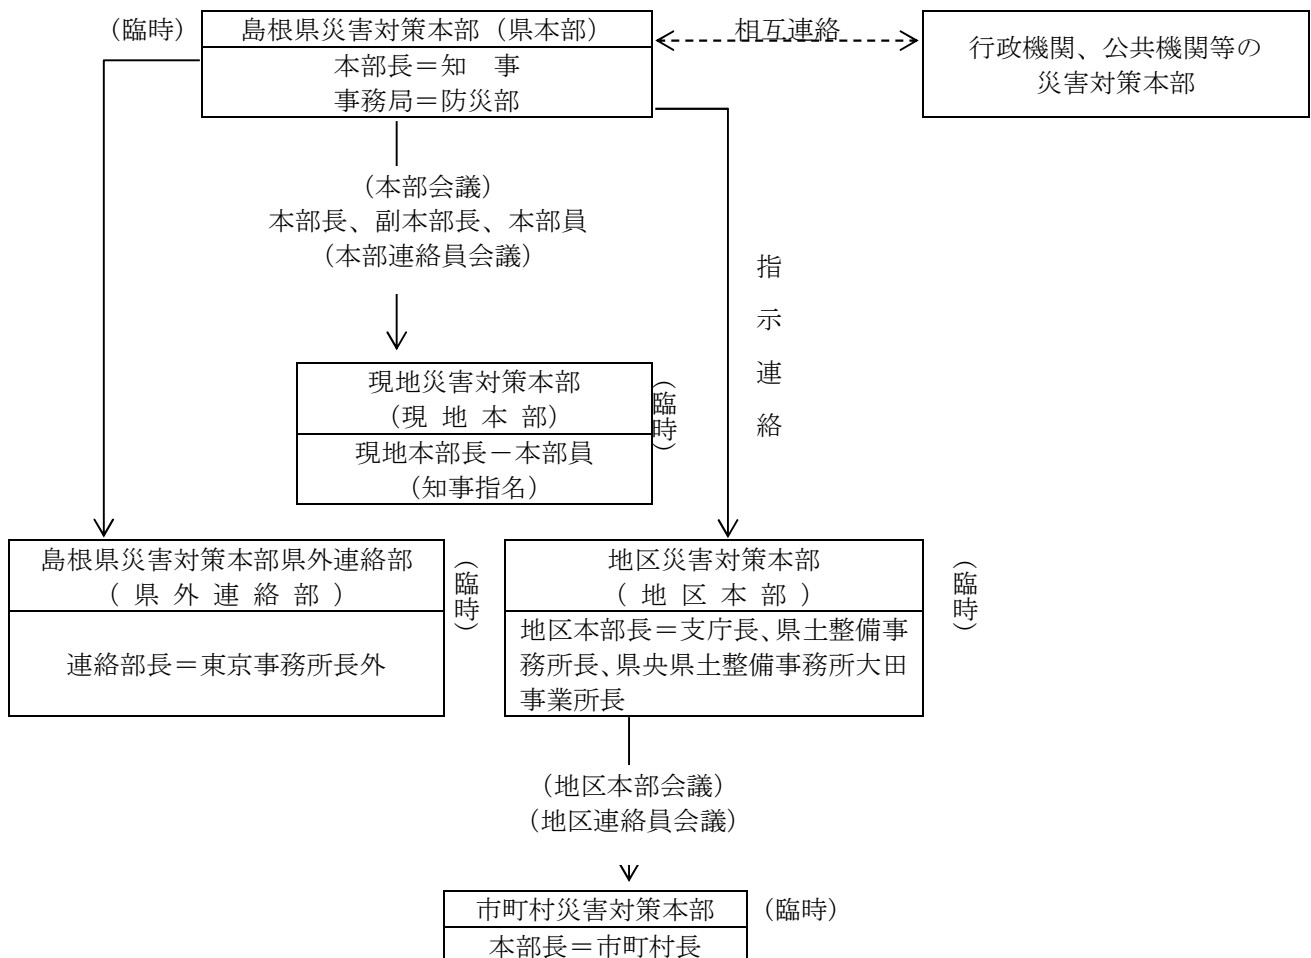 （臨時）
島根県災害対策本部（県本部）
本部長＝知　事
事務局＝防災部
相互連絡
行政機関、公共機関等の
災害対策本部
（本部会議）
本部長、副本部長、本部員
（本部連絡員会議）
指示連絡
現地災害対策本部
（現 地 本 部）
現地本部長－本部員
（知事指名）
（臨時）
島根県災害対策本部県外連絡部
（ 県 外 連 絡 部 ）
連絡部長＝東京事務所長外
（臨時）
地区災害対策本部
（ 地 区 本 部 ）
地区本部長＝支庁長、県土整備事
務所長、県央県土整備事務所大田
事業所長
（臨時）
（地区本部会議）
（地区連絡員会議）
市町村災害対策本部
本部長＝市町村長
（臨時）